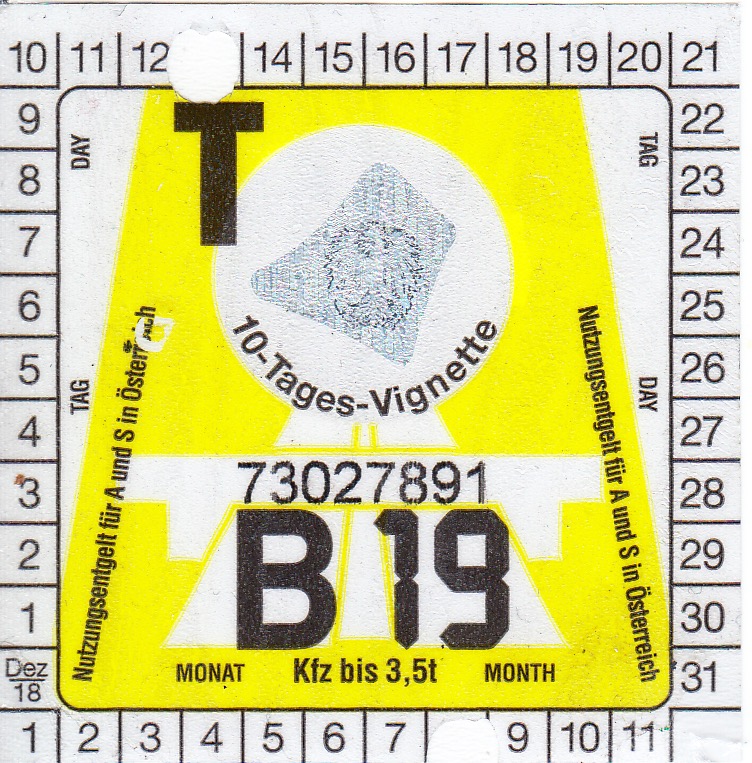 10 11 12 14 15 16 17 18 19 20 21
9 22
DAY TAG
T
8 23
7 24
6 25
5 26
4 27
3 28
2 29
1 30
Dez
18
31
10-Tages-Vignette
TAG DAY
Nutzungsentgelt für A und S in Österreich
Nutzungsentgelt für A und S in Österreich
73027891
B 19
MONAT Kfz bis 3,5t MONTH
1 2 3 4 5 6 7 9 10 11